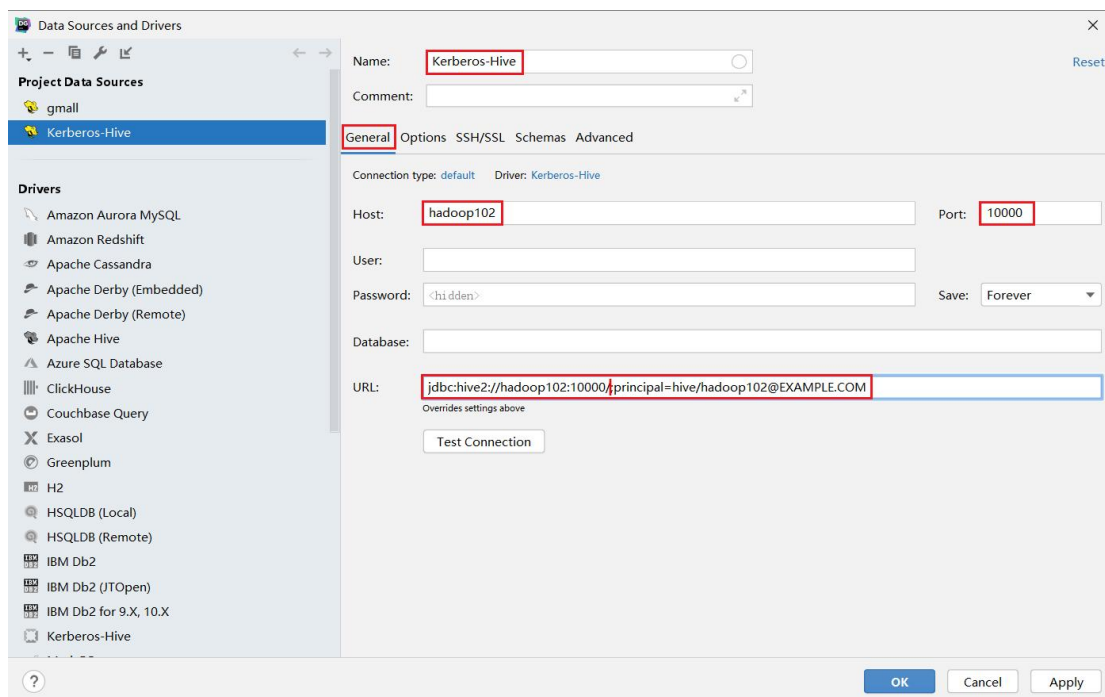 Data Sources and Drivers
Project Data Sources
gmall
Kerberos-Hive
Drivers
Amazon Aurora MySQL
Amazon Redshift
Apache Cassandra
Apache Derby (Embedded)
Apache Derby (Remote)
Apache Hive
Azure SQL Database
ClickHouse
Couchbase Query
Exasol
Greenplum
H2
HSQLDB (Local)
HSQLDB (Remote)
IBM Db2
IBM Db2 (JTOpen)
IBM Db2 for 9.X, 10.X
Kerberos-Hive
Name: Kerberos-Hive
Reset
Comment:
General Options SSH/SSL Schemas Advanced
Connection type: default Driver: Kerberos-Hive
Host: hadoop102 Port: 10000
User:
Password: <hidden> Save: Forever
Database:
URL: jdbc:hive2://hadoop102:10000/;principal=hive/hadoop102@EXAMPLE.COM
Overrides settings above
Test Connection
? OK Cancel Apply